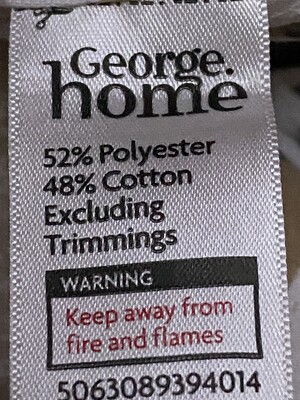 George.
home
52% Polyester
48% Cotton
Excluding
Trimmings
WARNING
Keep away from
fire and flames
5063089394014